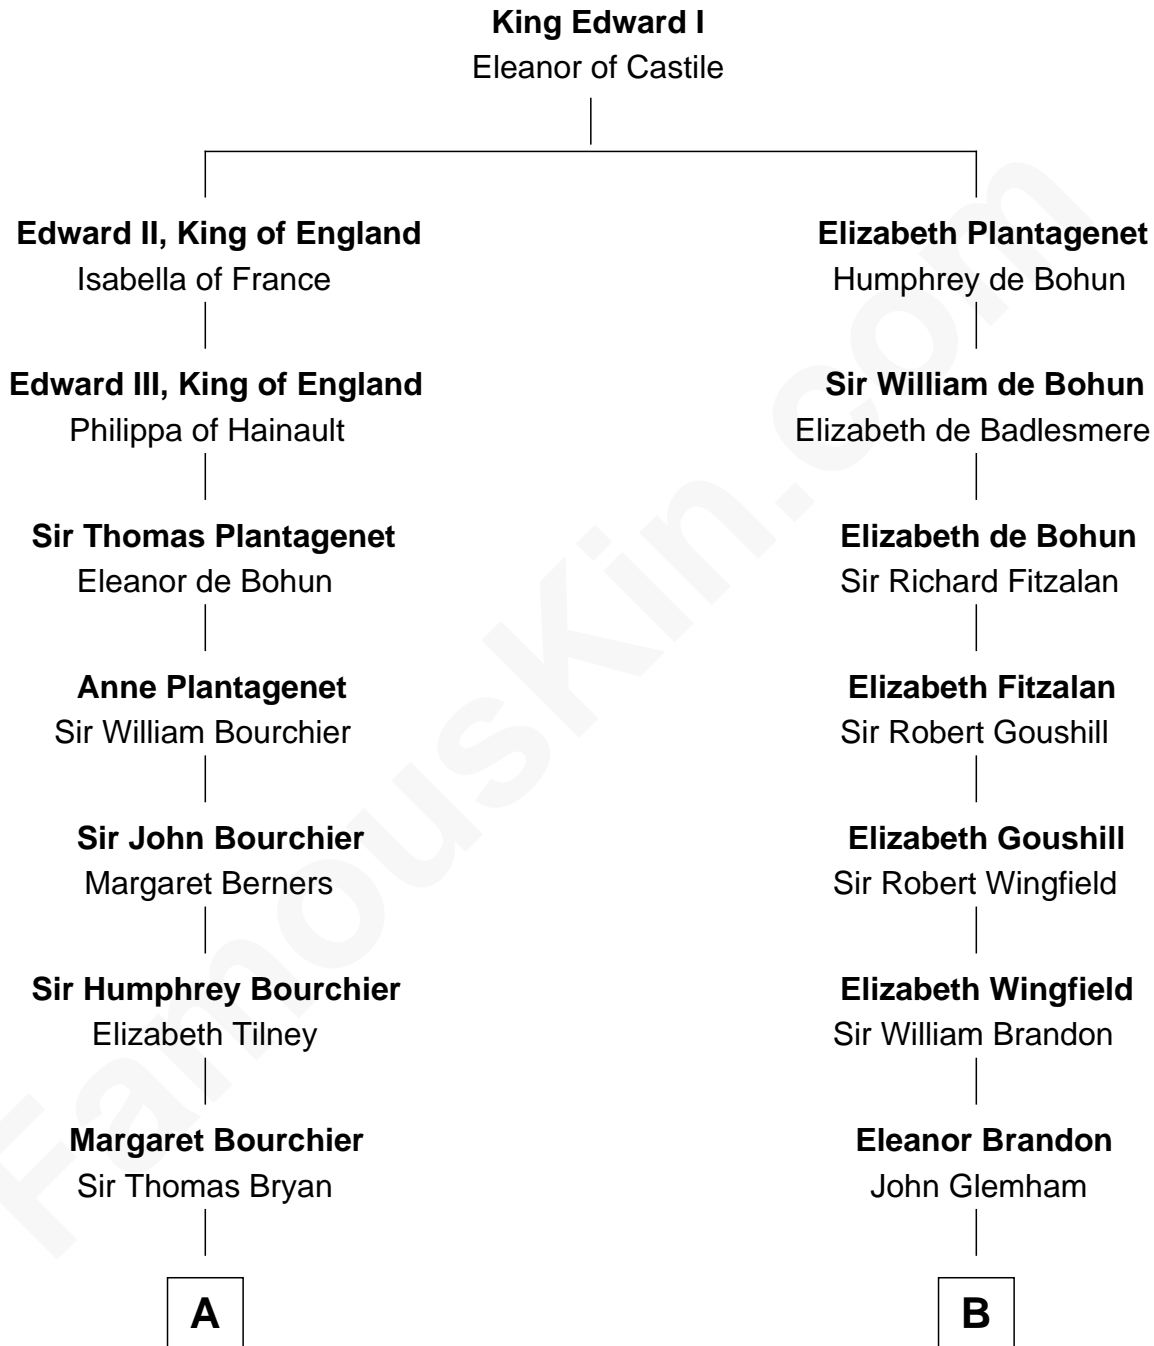 King Edward I
Eleanor of Castile
Edward II, King of England
Isabella of France
Elizabeth Plantagenet
Humphrey de Bohun
Edward III, King of England
Philippa of Hainault
Sir William de Bohun
Elizabeth de Badlesmere
Sir Thomas Plantagenet
Eleanor de Bohun
Elizabeth de Bohun
Sir Richard Fitzalan
Anne Plantagenet
Sir William Bourchier
Elizabeth Fitzalan
Sir Robert Goushill
Sir John Bourchier
Margaret Berners
Elizabeth Goushill
Sir Robert Wingfield
Sir Humphrey Bourchier
Elizabeth Tilney
Elizabeth Wingfield
Sir William Brandon
Margaret Bourchier
Sir Thomas Bryan
Eleanor Brandon
John Glemham
A
B
FamousKin.com